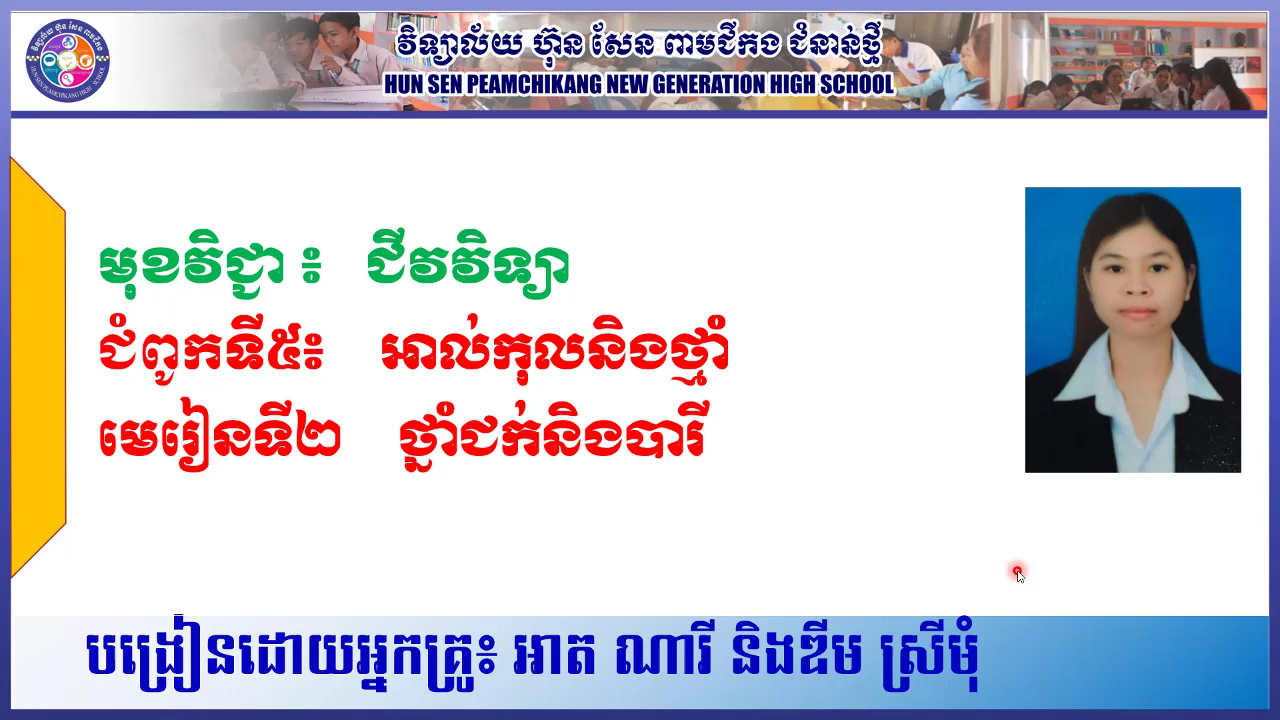 វិទ្យាល័យ ហ៊ុន សែន ពាមជីកង ជំនាន់ថ្មី
HUN SEN PEAMCHIKANG NEW GENERATION HIGH SCHOOL
មុខវិជ្ជា ៖ ជីវវិទ្យា
ជំពូកទី៥៖ អាល់កុលនិងថ្នាំ
មេរៀនទី២ ថ្នាំជក់និងបារី
បង្រៀនដោយអ្នកគ្រូ៖ អាត ណារី និងឌីម ស្រីមុំ